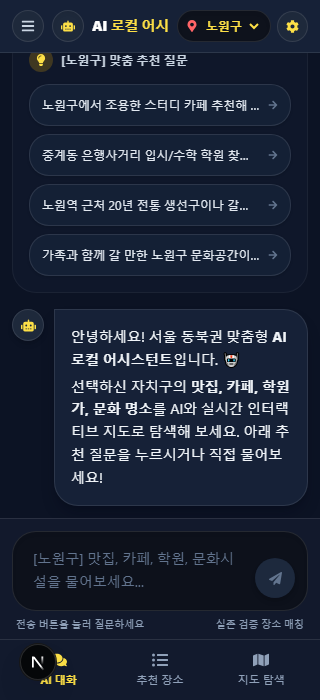 AI 로컬 어시
노원구
[노원구] 맞춤 추천 질문
노원구에서 조용한 스터디 카페 추천해 ...
중계동 은행사거리 입시/수학 학원 찾...
노원역 근처 20년 전통 생선구이나 갈...
가족과 함께 갈 만한 노원구 문화공간이...
안녕하세요! 서울 동북권 맞춤형 AI
로컬 어시스턴트입니다.
선택하신 자치구의 맛집, 카페, 학원
가, 문화 명소를 AI와 실시간 인터랙
티브 지도로 탐색해 보세요. 아래 추
천 질문을 누르시거나 직접 물어보
세요!
[노원구] 맛집, 카페, 학원, 문화시
설을 물어보세요...
전송 버튼을 눌러 질문하세요
실존 검증 장소 매칭
N
AI 대화
추천 장소
지도 탐색